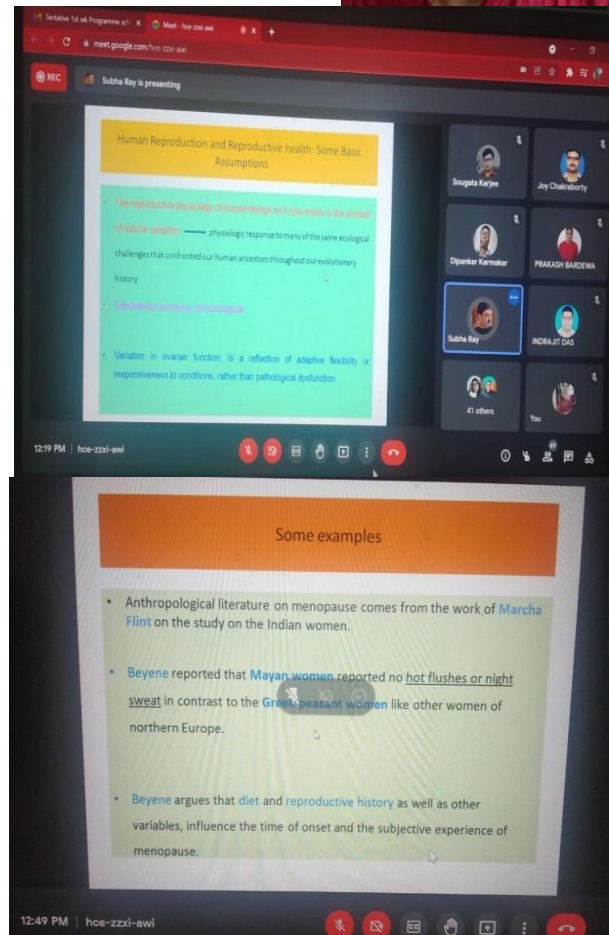 Tentative 1st wk Programme sch
Meet - hce-zzxi-awi
meet.google.com/hce-zzxi-awi
REC
Subha Ray is presenting
Human Reproduction and Reproductive health: Some Basic
Assumptions
• The reproductive physiology of human beings as it now exists is the product
of natural selection physiologic response to many of the same ecological
challenges that confronted our human ancestors throughout our evolutionary
history
• Subsistence economy, immunological
• Variation in ovarian function Is a reflection of adaptive flexibility or
responsiveness to conditions, rather than pathological dysfunction
Sougata Karjee
Joy Chakraborty
Dipankar Karmakar
PRAKASH BARDEWA
Subha Ray
INDRAJIT DAS
41 others
You
12:19 PM | hce-zzxi-awi
Some examples
• Anthropological literature on menopause comes from the work of Marcha
Flint on the study on the Indian women.
• Beyene reported that Mayan women reported no hot flushes or night
sweat in contrast to the Greek peasant women like other women of
northern Europe.
• Beyene argues that diet and reproductive history as well as other
variables, influence the time of onset and the subjective experience of
menopause.
12:49 PM | hce-zzxi-awi